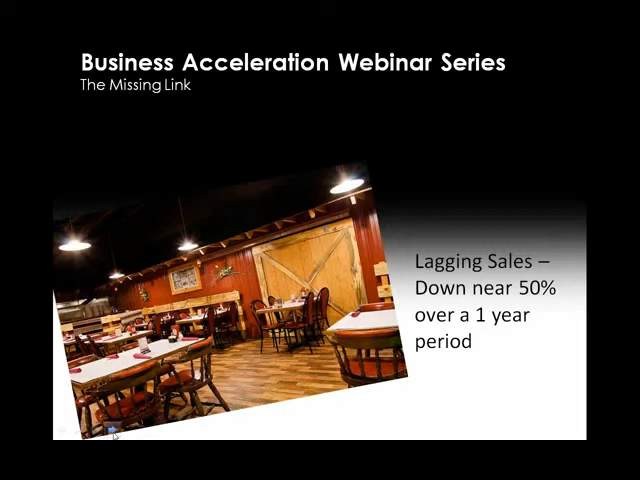 Business Acceleration Webinar Series
The Missing Link
Lagging Sales –
Down near 50%
over a 1 year
period